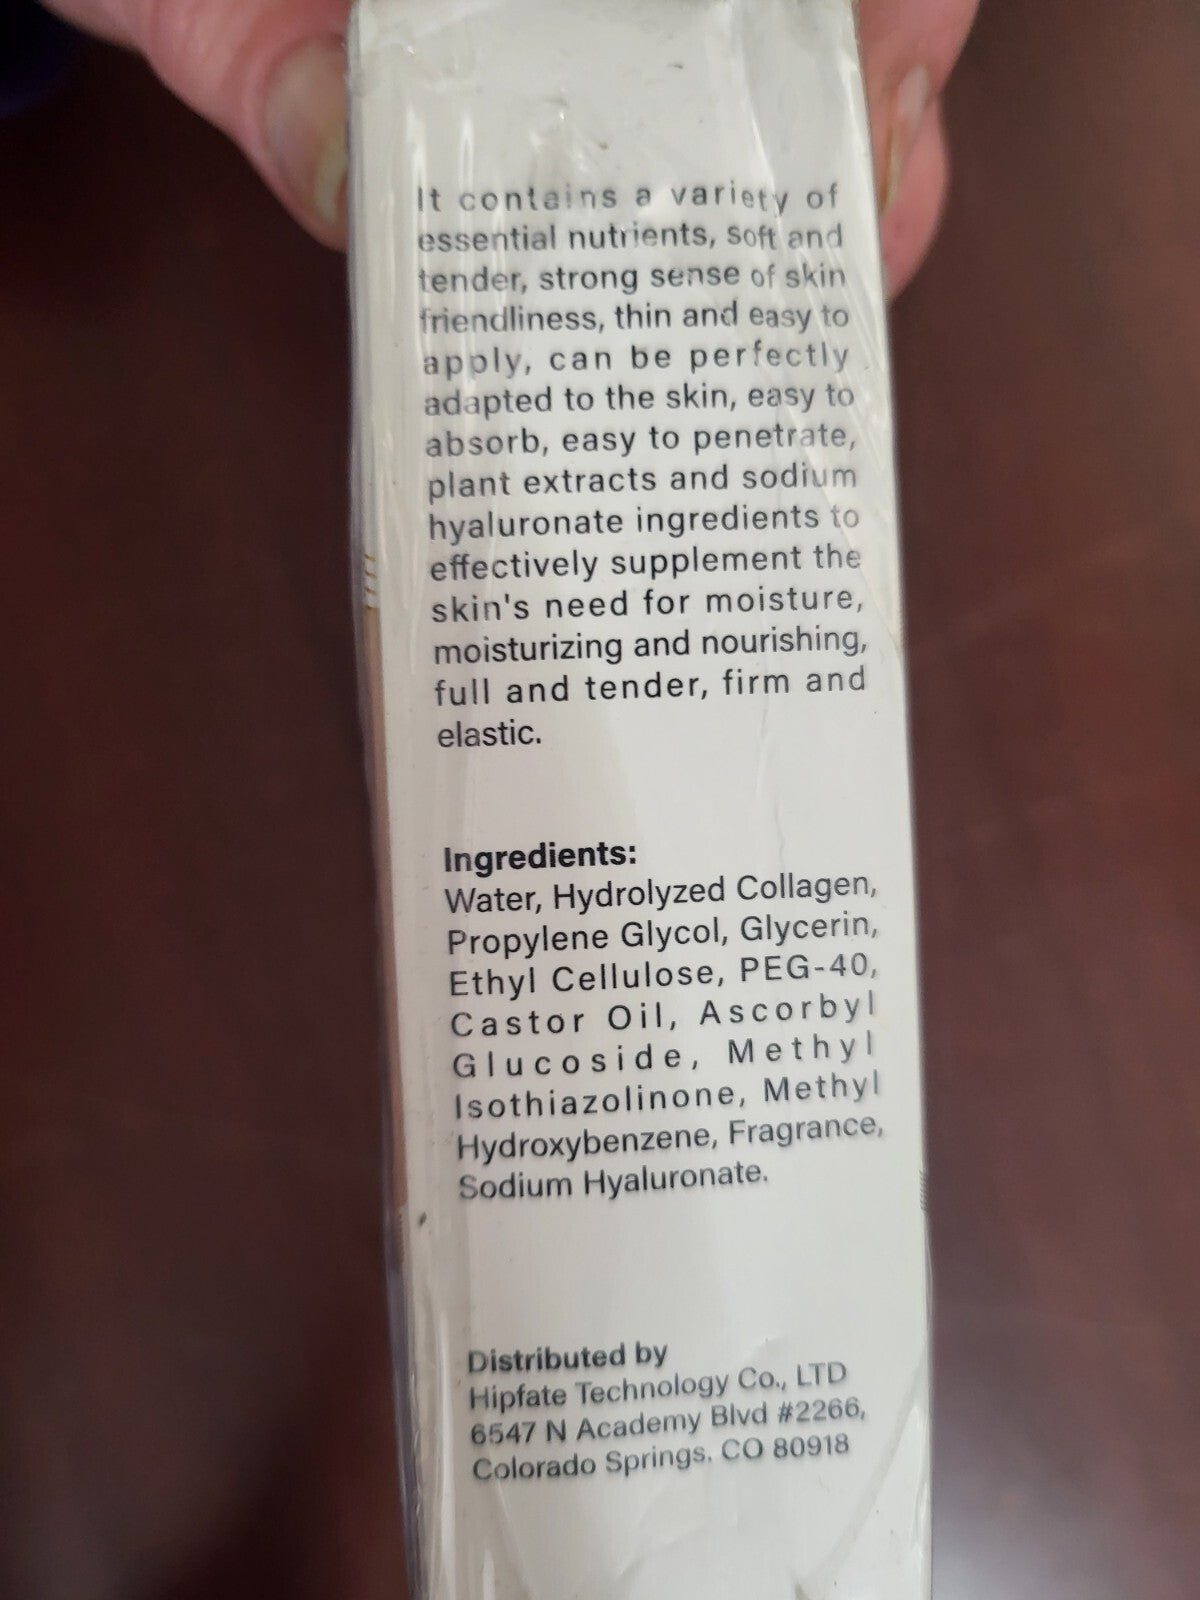 It contains a variety of
essential nutrients, soft and
tender, strong sense of skin
friendliness, thin and easy to
apply, can be perfectly
adapted to the skin, easy to
absorb, easy to penetrate,
plant extracts and sodium
hyaluronate ingredients to
effectively supplement the
skin's need for moisture,
moisturizing and nourishing,
full and tender, firm and
elastic.
Ingredients:
Water, Hydrolyzed Collagen,
Propylene Glycol, Glycerin,
Ethyl Cellulose, PEG-40,
Castor Oil, Ascorbyl
Glucoside, Methyl
Isothiazolinone, Methyl
Hydroxybenzene, Fragrance,
Sodium Hyaluronate.
Distributed by
Hipfate Technology Co., LTD
6547 N Academy Blvd #2266,
Colorado Springs. CO 80918